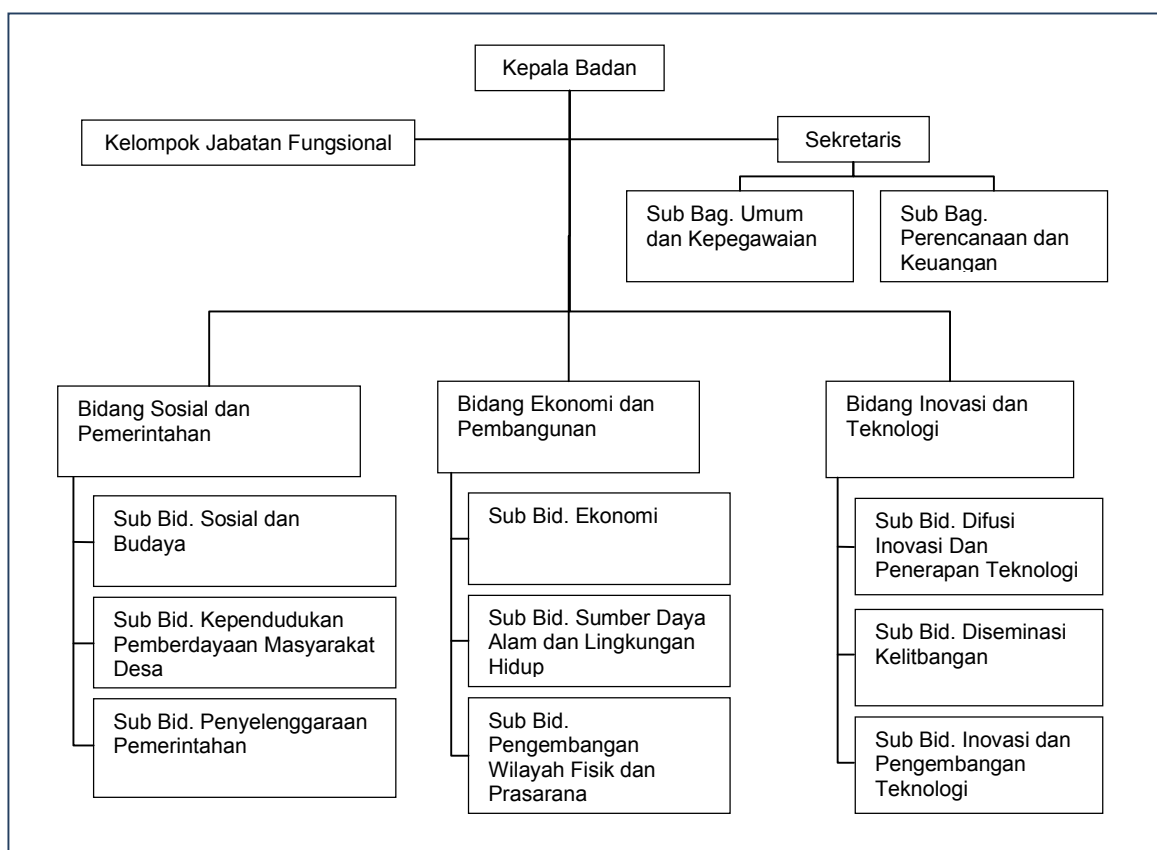 Kepala Badan
Kelompok Jabatan Fungsional
Sekretaris
Sub Bag. Umum
dan Kepegawaian
Sub Bag.
Perencanaan dan
Keuangan
Bidang Sosial dan
Pemerintahan
Sub Bid. Sosial dan
Budaya
Sub Bid. Kependudukan
Pemberdayaan Masyarakat
Desa
Sub Bid. Penyelenggaraan
Pemerintahan
Bidang Ekonomi dan
Pembangunan
Sub Bid. Ekonomi
Sub Bid. Sumber Daya
Alam dan Lingkungan
Hidup
Sub Bid.
Pengembangan
Wilayah Fisik dan
Prasarana
Bidang Inovasi dan
Teknologi
Sub Bid. Difusi
Inovasi Dan
Penerapan Teknologi
Sub Bid. Diseminasi
Kelitbangan
Sub Bid. Inovasi dan
Pengembangan
Teknologi